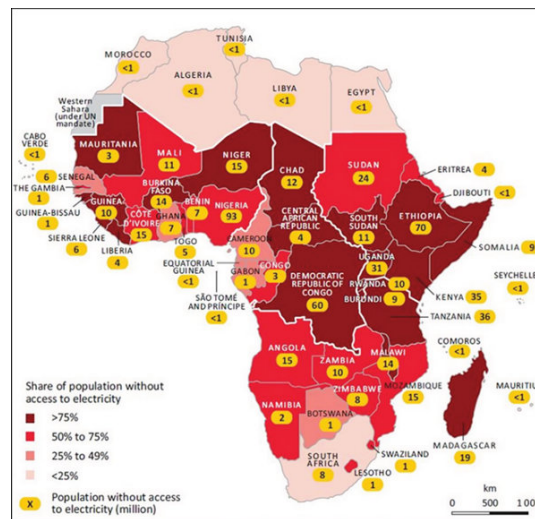 MOROCCO
<1
TUNISIA
<1
ALGERIA
<1
LIBYA
<1
EGYPT
<1
Western
Sahara
(under UN
mandate)
CABO
VERDE
<1
MAURITANIA
3
MALI
11
NIGER
15
CHAD
12
SUDAN
24
ERITREA 4
DJIBOUTI <1
6
SENEGAL
THE GAMBIA
1
GUINEA-BISSAU
1
GUINEA
10
SIERRA LEONE
6
LIBERIA
4
CÔTE
D'IVOIRE
15
BURKINA
FASO
14
GHANA
7
TOGO
5
BENIN
7
NIGERIA
93
CAMEROON
10
EQUATORIAL
GUINEA
<1
SÃO TOMÉ
AND PRÍNCIPE
<1
GABON
1
CONGO
3
CENTRAL
AFRICAN
REPUBLIC
4
SOUTH
SUDAN
11
ETHIOPIA
70
SOMALIA 9
UGANDA
31
RWANDA 10
BURUNDI 9
KENYA 35
TANZANIA 36
SEYCHELLE
<1
DEMOCRATIC
REPUBLIC OF
CONGO
60
ANGOLA
15
ZAMBIA
10
MALAWI
14
COMOROS
<1
MOZAMBIQUE
15
ZIMBABWE
8
NAMIBIA
2
BOTSWANA
1
MAURITIU
<1
MADAGASCAR
19
SOUTH
AFRICA
8
SWAZILAND
1
LESOTHO
1
Share of population without
access to electricity
>75%
50% to 75%
25% to 49%
<25%
X Population without access
to electricity (million)
km
500 1 00